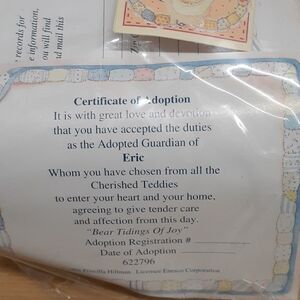 records for
information.
ou will find
d mail this
Certificate of Adoption
It is with great love and devotion
that you have accepted the duties
as the Adopted Guardian of
Eric
Whom you have chosen from all the
Cherished Teddies
to enter your heart and your home,
agreeing to give tender care
and affection from this day.
"Bear Tidings Of Joy"
Adoption Registration #
Date of Adoption
622796
Priscilla Hillman Licensee Enesco Corporation